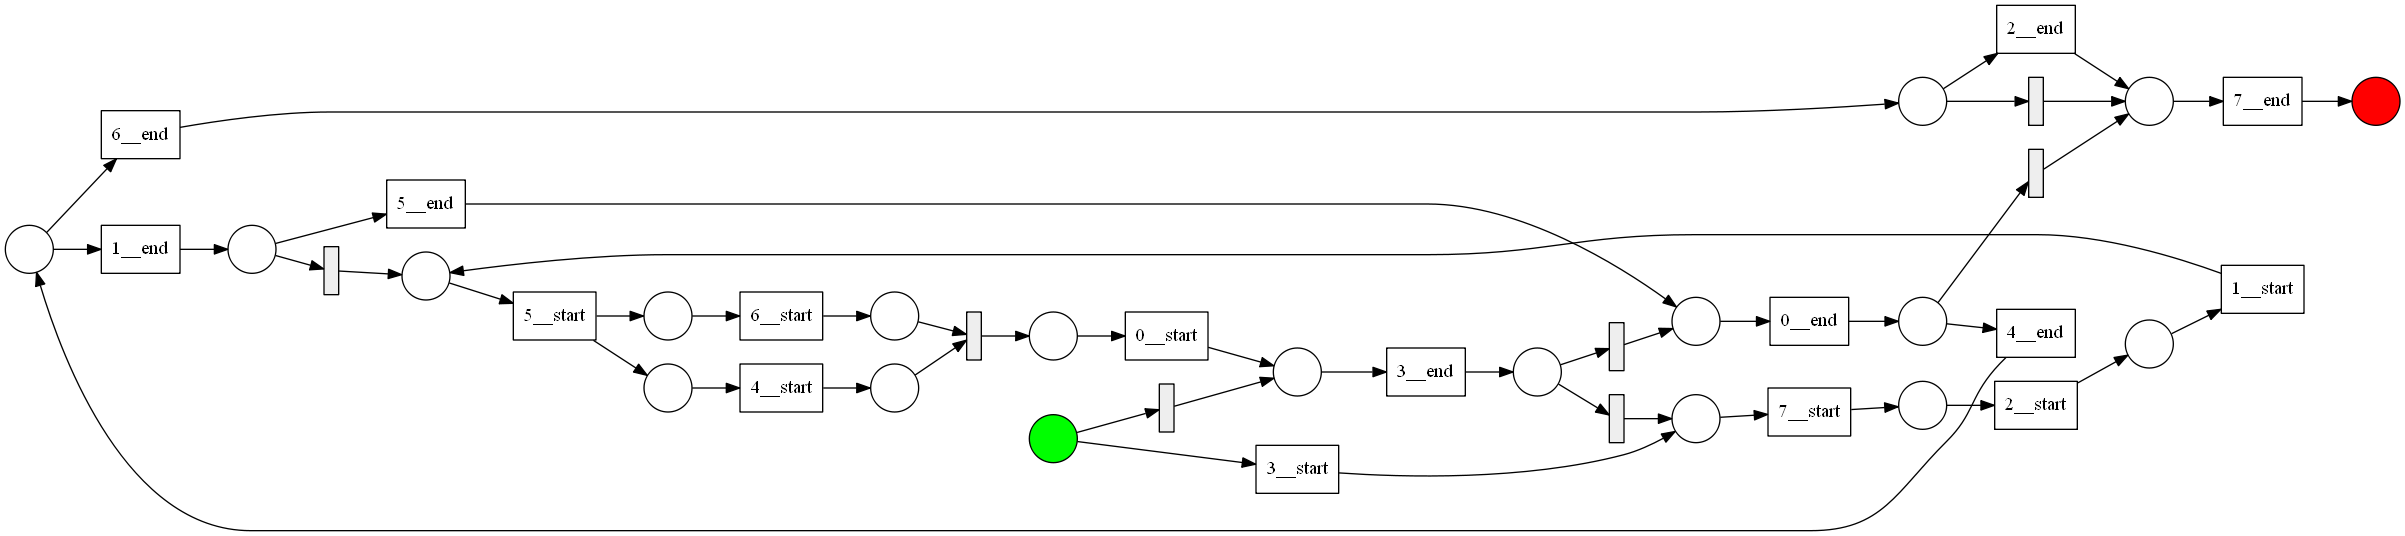 2__end
7__end
6__end
5__end
1__end
1__start
5__start
6__start
0__start
0__end
4__end
4__start
3__end
7__start
2__start
3__start